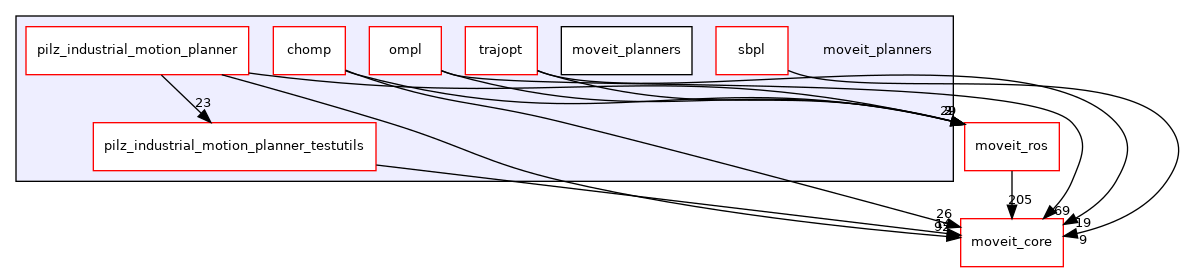 pilz_industrial_motion_planner
chomp
ompl
trajopt
moveit_planners
sbpl
moveit_planners
23
pilz_industrial_motion_planner_testutils
moveit_ros
205
26
69
19
9
moveit_core